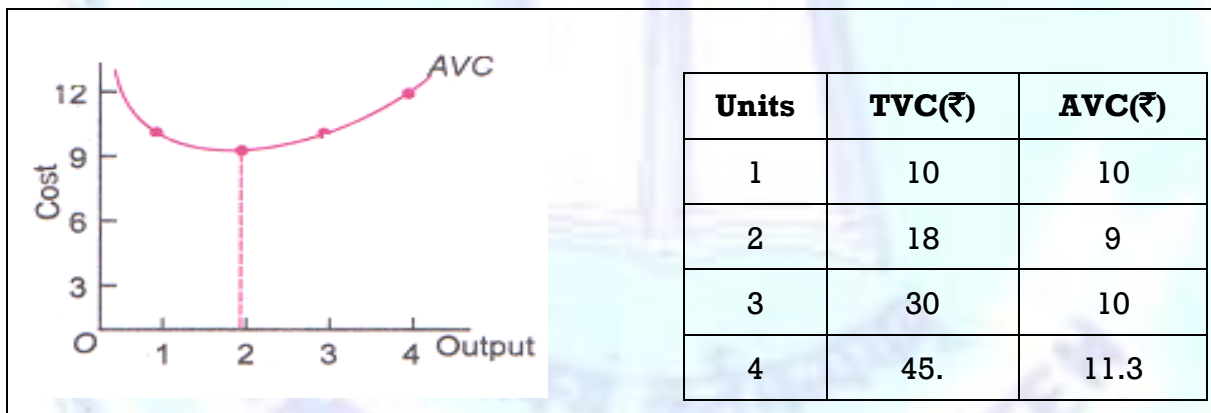 AVC
12
9
6
3
Cost
O 1 2 3 4 Output
Units TVC(₹) AVC(₹)
1 10 10
2 18 9
3 30 10
4 45. 11.3